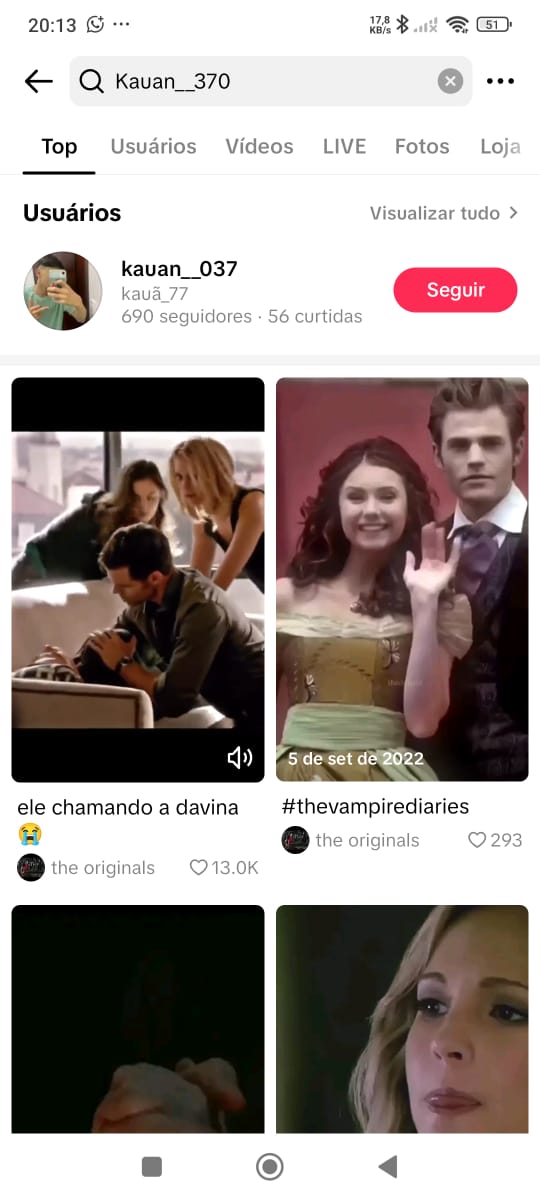 20:13
17,8
KB/s
51
Kauan__370
Top Usuários Vídeos LIVE Fotos Loja
Usuários
Visualizar tudo
kauan__037
kauã_77
690 seguidores · 56 curtidas
Seguir
5 de set de 2022
ele chamando a davina
😭
the originals 13.0K
#thevampirediaries
the originals 293